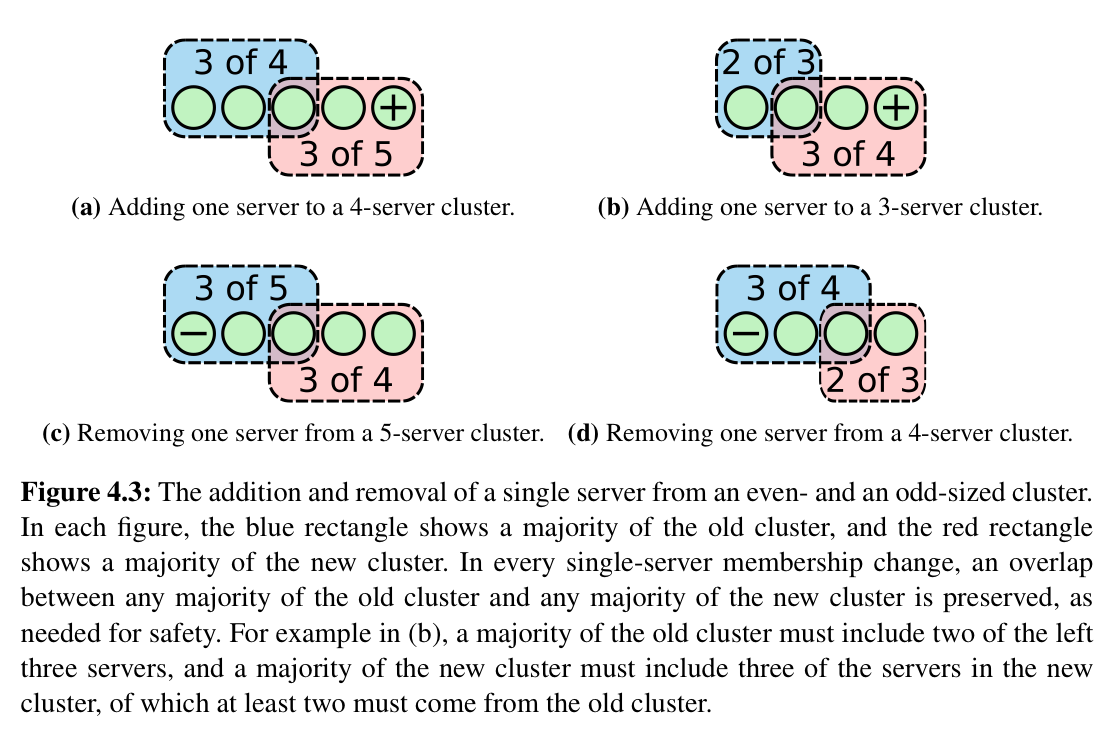 3 of 4
+
3 of 5
(a) Adding one server to a 4-server cluster.
2 of 3
+
3 of 4
(b) Adding one server to a 3-server cluster.
3 of 5
−
3 of 4
(c) Removing one server from a 5-server cluster.
3 of 4
−
2 of 3
(d) Removing one server from a 4-server cluster.
Figure 4.3: The addition and removal of a single server from an even- and an odd-sized cluster.
In each figure, the blue rectangle shows a majority of the old cluster, and the red rectangle
shows a majority of the new cluster. In every single-server membership change, an overlap
between any majority of the old cluster and any majority of the new cluster is preserved, as
needed for safety. For example in (b), a majority of the old cluster must include two of the left
three servers, and a majority of the new cluster must include three of the servers in the new
cluster, of which at least two must come from the old cluster.